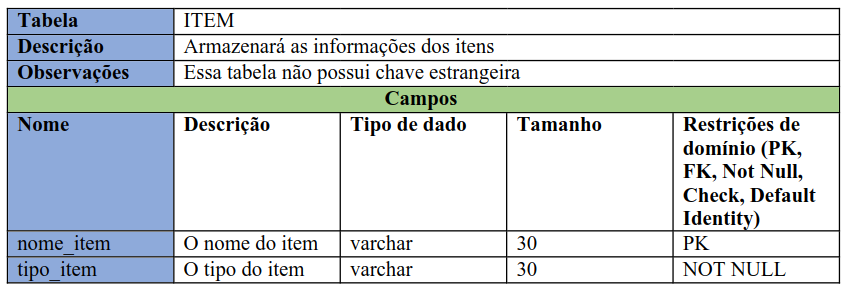 Tabela ITEM
Descrição Armazenará as informações dos itens
Observações Essa tabela não possui chave estrangeira
Campos
Nome Descrição Tipo de dado Tamanho Restrições de
domínio (PK,
FK, Not Null,
Check, Default
Identity)
nome_item O nome do item varchar 30 PK
tipo_item O tipo do item varchar 30 NOT NULL